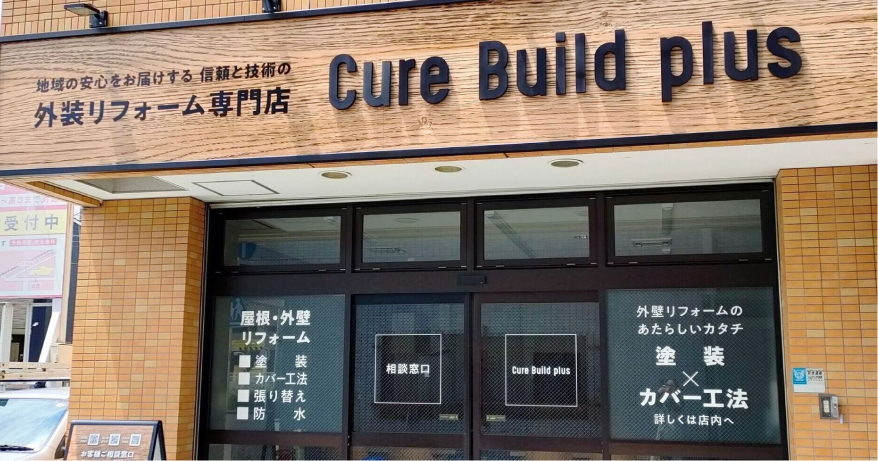 地域の安心をお届けする 信頼と技術の
外装リフォーム専門店
Cure Build plus
受付中
屋根・外壁
リフォーム
■塗 装
■カバー工法
■張り替え
■防 水
相談窓口
Cure Build plus
外壁リフォームの
あたらしいカタチ
塗 装
×
カバー工法
詳しくは店内へ
お客様ご相談窓口